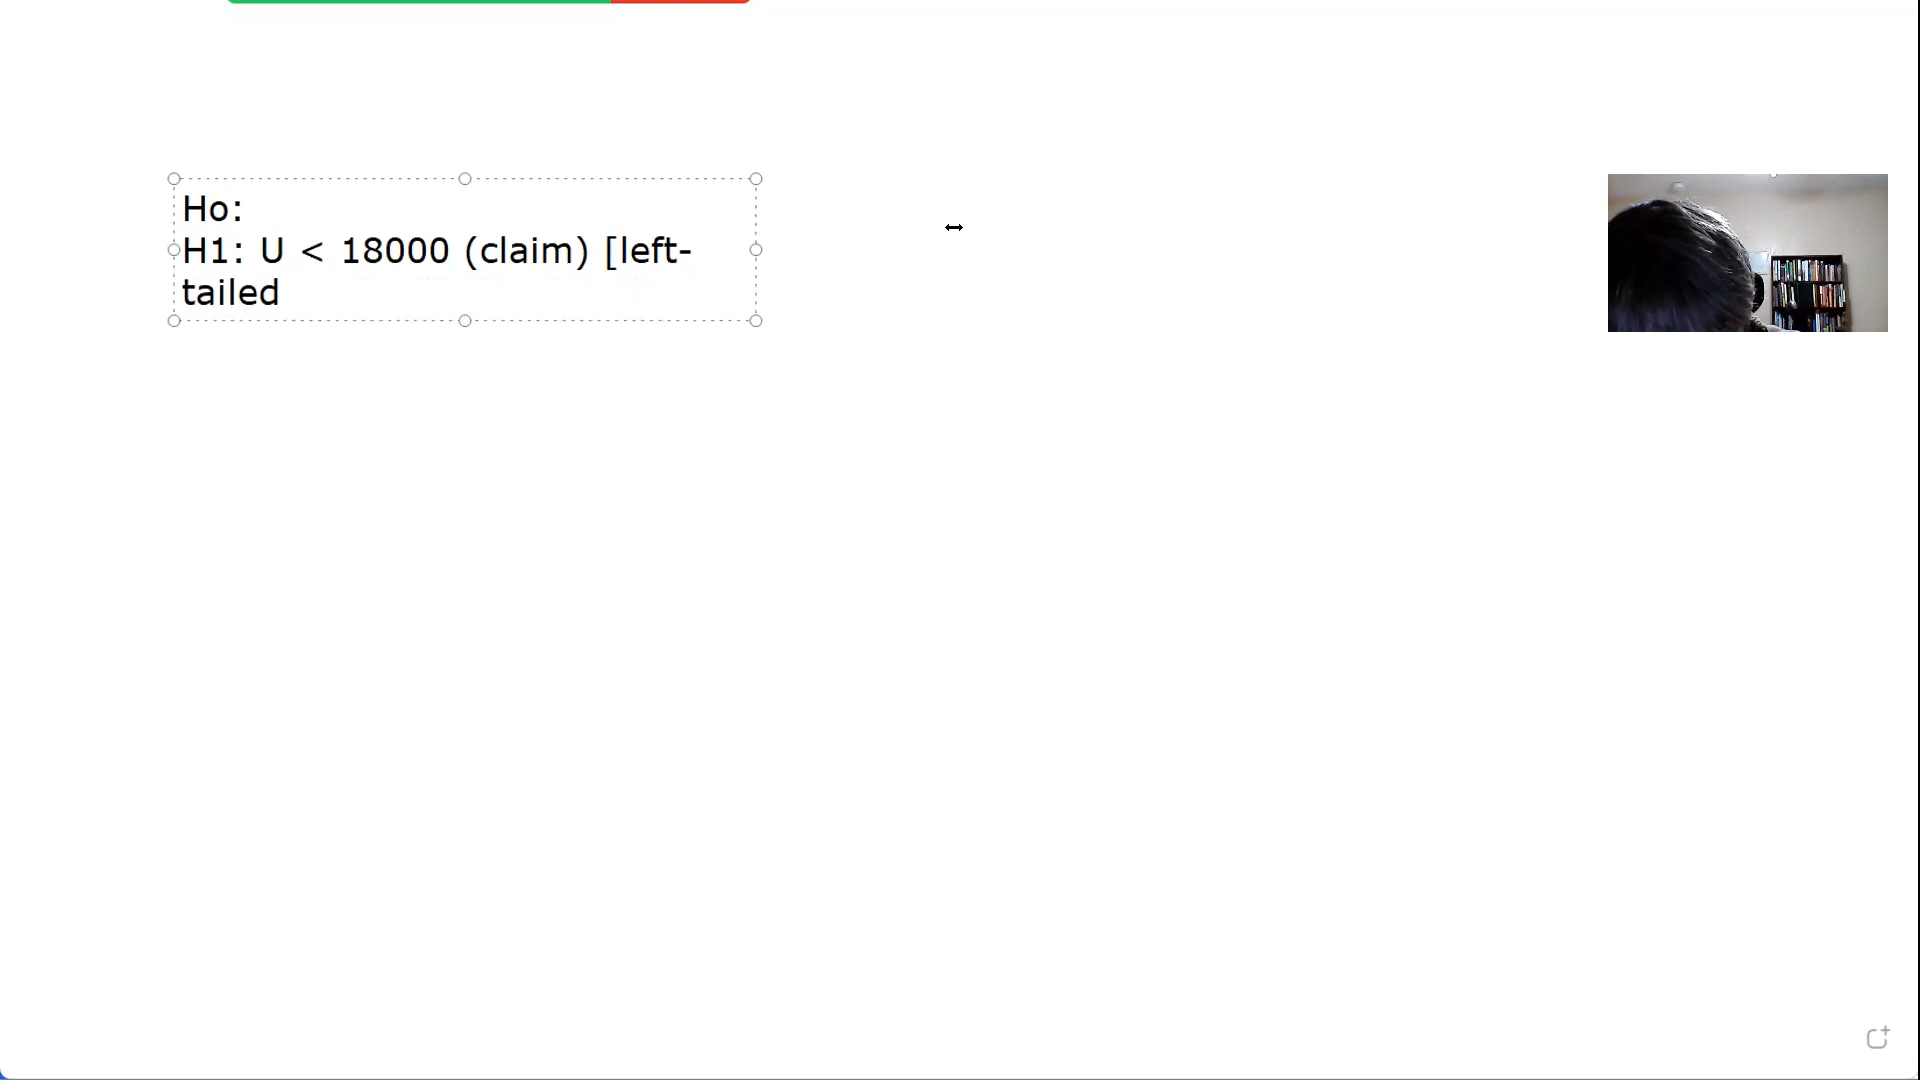 Ho:
H1: U < 18000 (claim) [left-
tailed